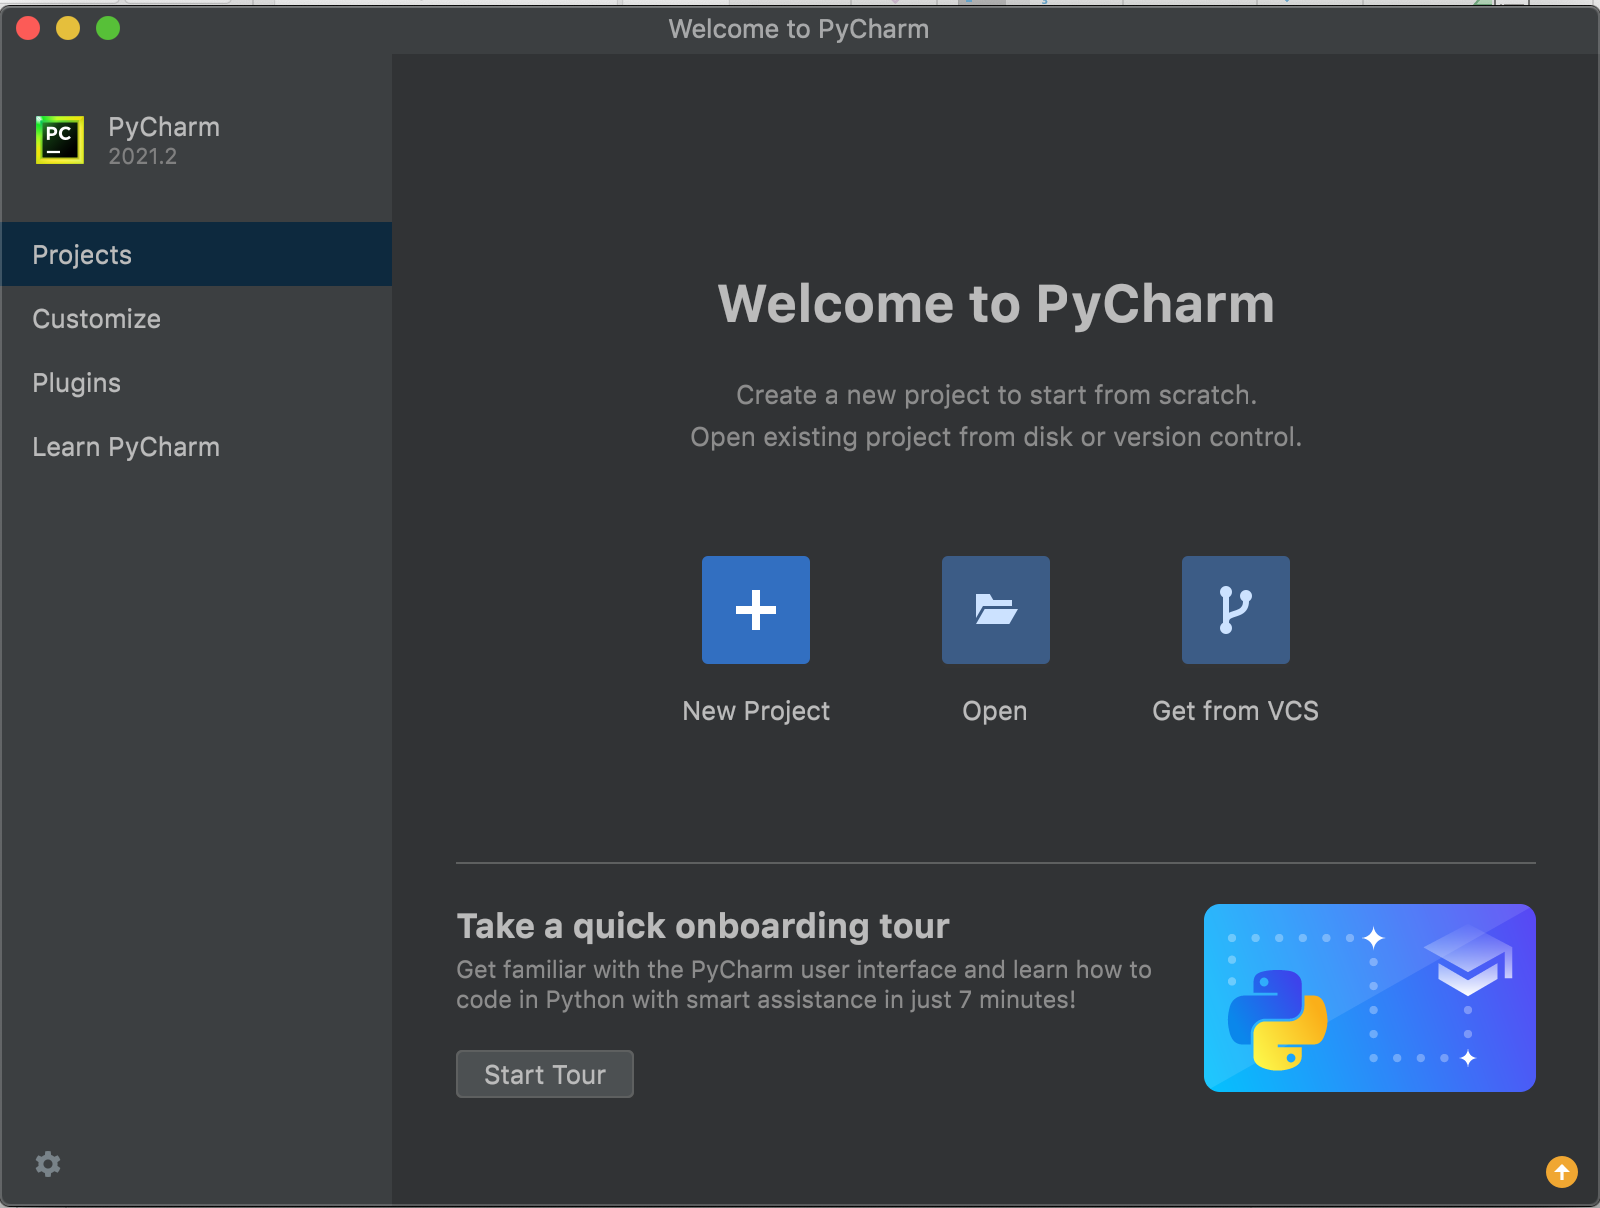 Welcome to PyCharm
PC
PyCharm
2021.2
Projects
Customize
Plugins
Learn PyCharm
Welcome to PyCharm
Create a new project to start from scratch.
Open existing project from disk or version control.
New Project
Open
Get from VCS
Take a quick onboarding tour
Get familiar with the PyCharm user interface and learn how to
code in Python with smart assistance in just 7 minutes!
Start Tour